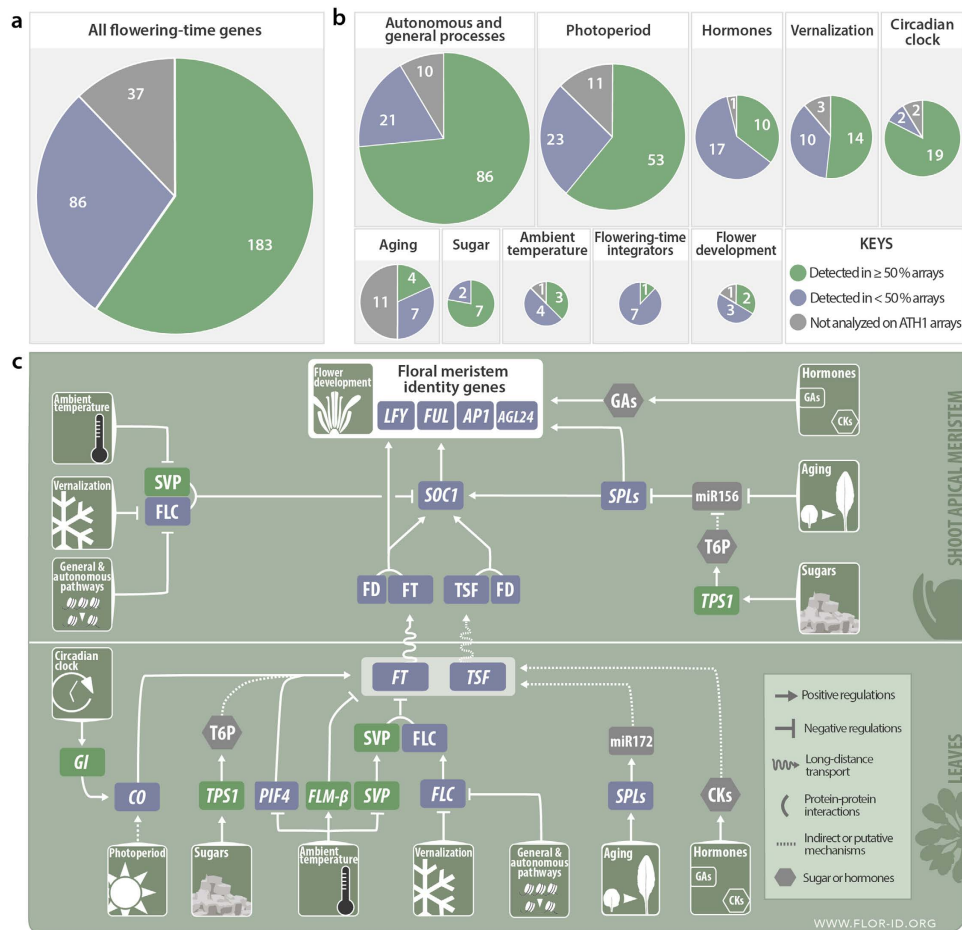 a
All flowering-time genes
37
86
183
b
Autonomous and
general processes
10
21
86
Photoperiod
11
23
53
Hormones
1
10
17
Vernalization
3
10
14
Circadian
clock
2
2
19
Aging
4
11
7
Sugar
2
7
Ambient
temperature
1
3
4
Flowering-time
integrators
1
7
Flower
development
1
2
3
KEYS
Detected in ≥ 50 % arrays
Detected in < 50 % arrays
Not analyzed on ATH1 arrays
c
Ambient
temperature
Vernalization
General &
autonomous
pathways
SVP
FLC
Flower
development
Floral meristem
identity genes
LFY FUL AP1 AGL24
GAs
Hormones
GAs
CKs
SOC1
SPLs
miR156
Aging
T6P
TPS1
Sugars
FD FT TSF FD
SHOOT APICAL MERISTEM
Circadian
clock
FT TSF
GI
T6P
SVP FLC
miR172
CO
TPS1
PIF4
FLM-β
SVP
FLC
SPLs
CKs
Photoperiod
Sugars
Ambient
temperature
Vernalization
General &
autonomous
pathways
Aging
Hormones
GAs
CKs
Positive regulations
Negative regulations
Long-distance
transport
Protein-protein
interactions
Indirect or putative
mechanisms
Sugar or hormones
LEAVES
WWW.FLOR-ID.ORG